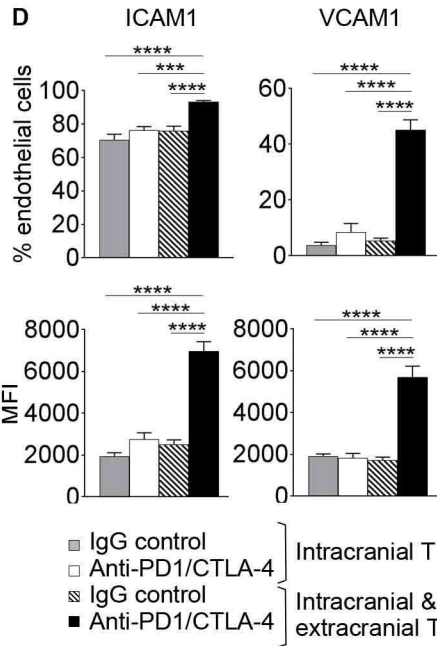 D
ICAM1
VCAM1
****
***
****
****
****
****
% endothelial cells
100
80
60
40
20
0
60
40
20
0
****
****
****
****
****
****
MFI
8000
6000
4000
2000
0
8000
6000
4000
2000
0
IgG control
Anti-PD1/CTLA-4
Intracranial T
IgG control
Anti-PD1/CTLA-4
Intracranial &
extracranial T